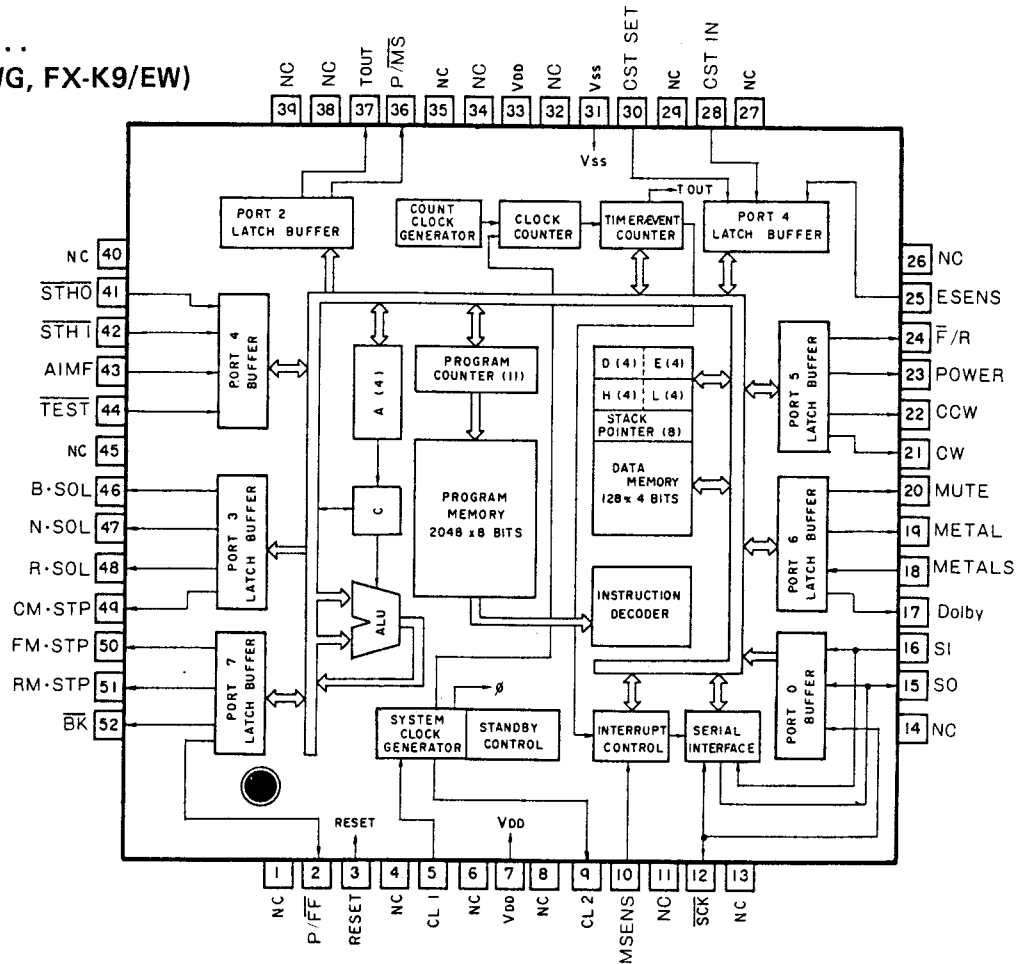 . .
VG, FX-K9/EW)
NC
NC
TOUT
P/M̅S̅
NC
NC
VDD
NC
Vss
CST SET
NC
CST IN
NC
39
38
37
36
35
34
33
32
31
30
29
28
27
Vss
TOUT
PORT 2
LATCH BUFFER
COUNT
CLOCK
GENERATOR
CLOCK
COUNTER
TIMER/EVENT
COUNTER
PORT 4
LATCH BUFFER
NC 40
S̅T̅H̅0̅ 41
S̅T̅H̅1̅ 42
AIMF 43
T̅E̅S̅T̅ 44
NC 45
B·SOL 46
N·SOL 47
R·SOL 48
CM·STP 49
FM·STP 50
RM·STP 51
B̅K̅ 52
PORT 4
BUFFER
PORT 3
LATCH BUFFER
PORT 7
LATCH BUFFER
A (4)
C
ALU
PROGRAM
COUNTER (11)
PROGRAM
MEMORY
2048 x 8 BITS
D (4) E (4)
H (4) L (4)
STACK
POINTER (8)
DATA
MEMORY
128 x 4 BITS
INSTRUCTION
DECODER
ø
SYSTEM
CLOCK
GENERATOR
STANDBY
CONTROL
INTERRUPT
CONTROL
SERIAL
INTERFACE
PORT 5
LATCH BUFFER
PORT 6
LATCH BUFFER
PORT 0
BUFFER
26 NC
25 ESENS
24 F̅/R
23 POWER
22 CCW
21 CW
20 MUTE
19 METAL
18 METALS
17 Dolby
16 SI
15 SO
14 NC
RESET
VDD
1
2
3
4
5
6
7
8
9
10
11
12
13
NC
P̅/̅F̅F̅
RESET
NC
CL 1
NC
VDD
NC
CL 2
MSENS
NC
S̅C̅K̅
NC